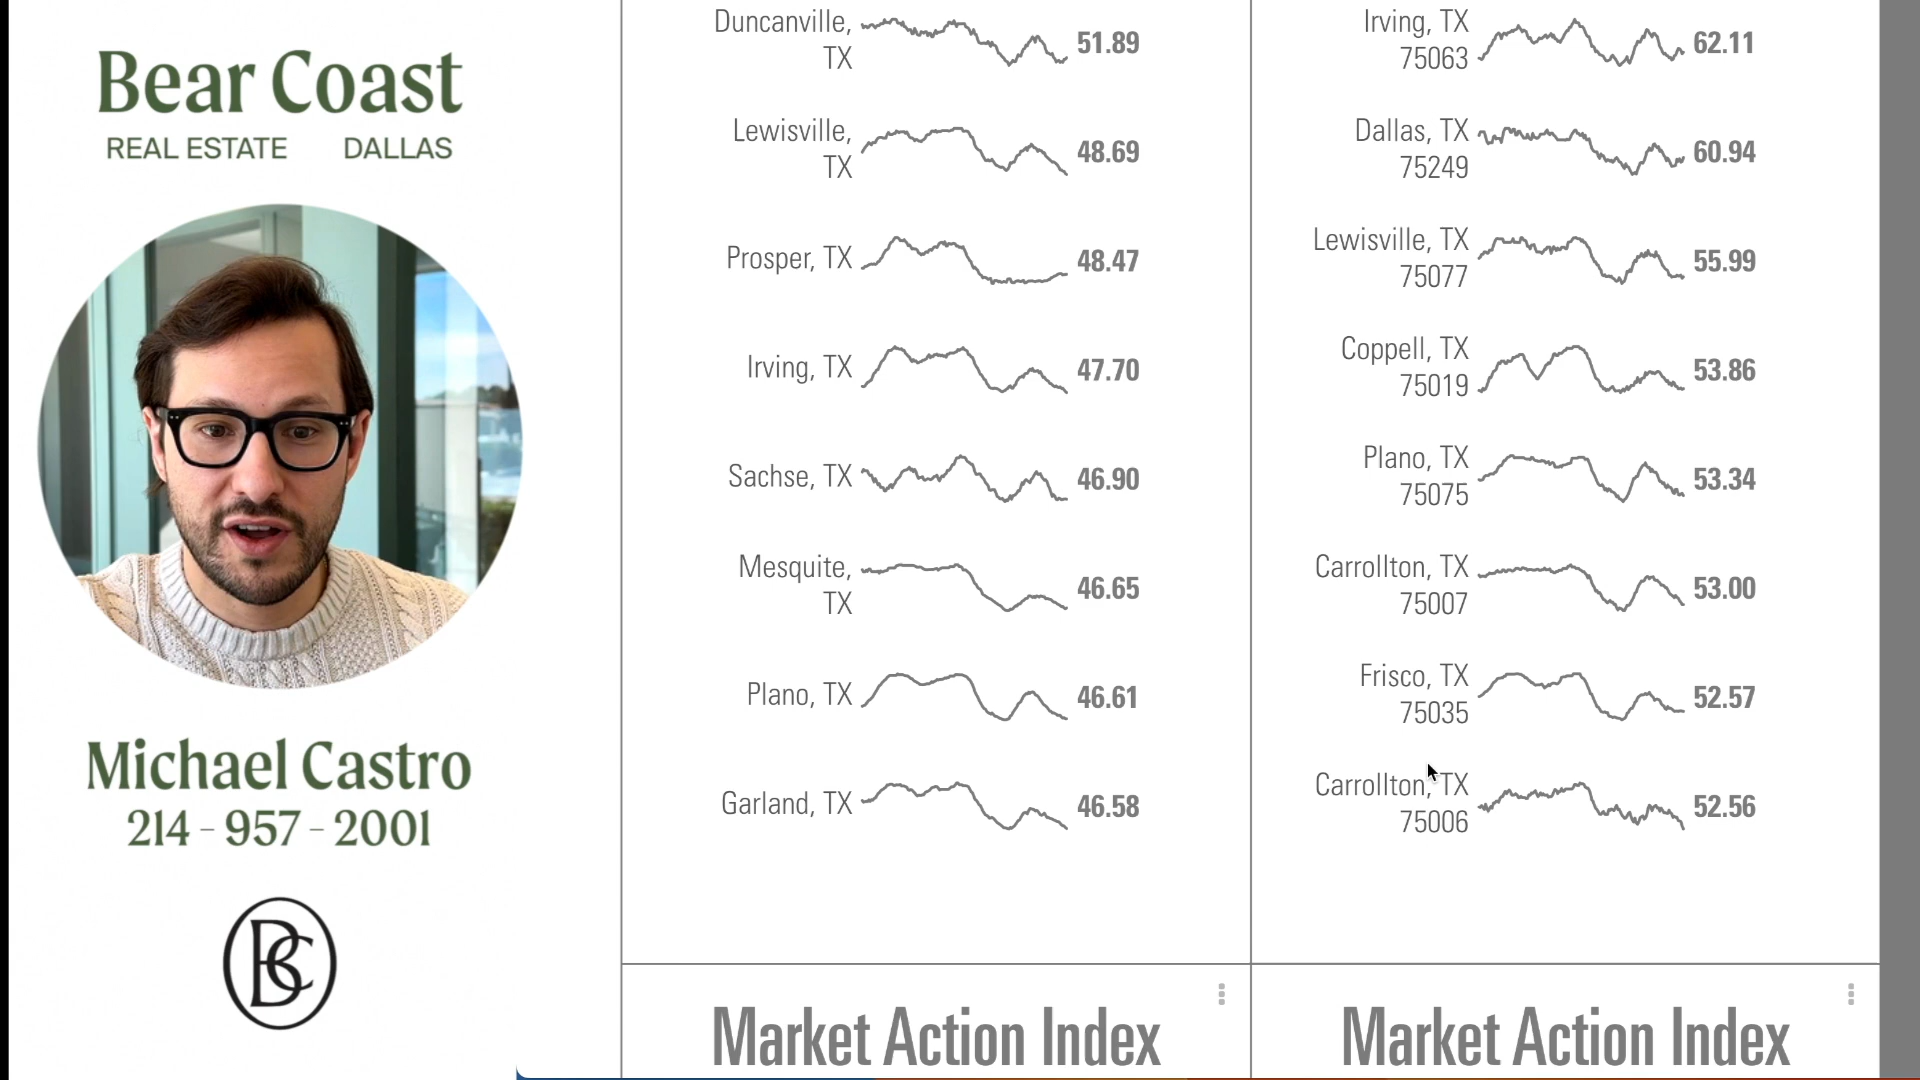 Bear Coast
REAL ESTATE DALLAS
Michael Castro
214 - 957 - 2001
BC
Duncanville,
TX
51.89
Lewisville,
TX
48.69
Prosper, TX
48.47
Irving, TX
47.70
Sachse, TX
46.90
Mesquite,
TX
46.65
Plano, TX
46.61
Garland, TX
46.58
Market Action Index
Irving, TX
75063
62.11
Dallas, TX
75249
60.94
Lewisville, TX
75077
55.99
Coppell, TX
75019
53.86
Plano, TX
75075
53.34
Carrollton, TX
75007
53.00
Frisco, TX
75035
52.57
Carrollton, TX
75006
52.56
Market Action Index